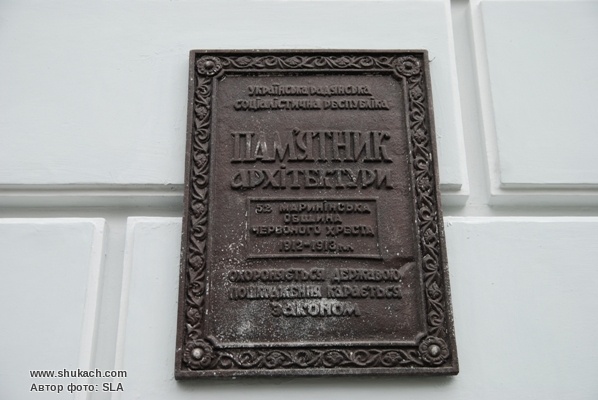 УКРАЇНСЬКА РАДЯНСЬКА
СОЦІАЛІСТИЧНА РЕСПУБЛІКА
ПАМ'ЯТНИК
АРХІТЕКТУРИ
МАРИИНСЬКА
ОБЩИНА
ЧЕРВОНОГО ХРЕСТА
1912-1913 р.р.
ОХОРОНЯЄТЬСЯ ДЕРЖАВОЮ
ПОШКОДЖЕННЯ КАРАЄТЬСЯ
ЗАКОНОМ
www.shukach.com
Автор фото: SLA